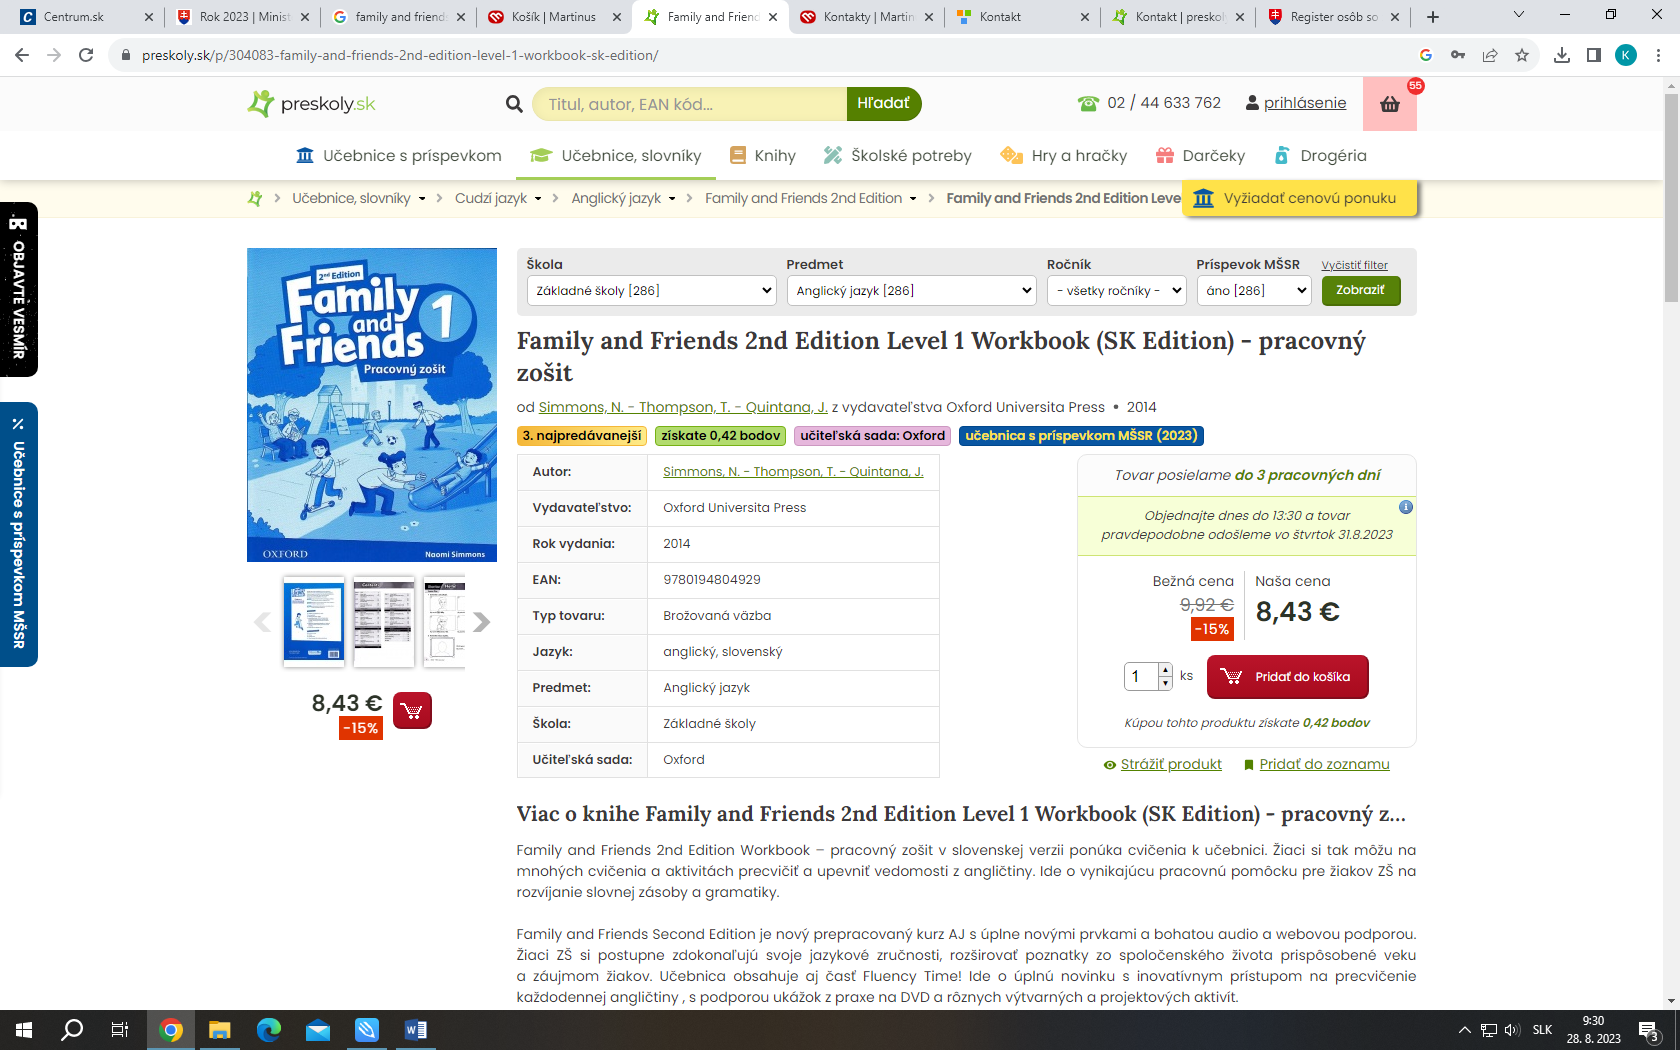 Centrum.sk
Rok 2023 | Minist
family and friend
Košík | Martinus
Family and Friend
Kontakty | Martin
Kontakt
Kontakt | preskol
Register osôb so
preskoly.sk/p/304083-family-and-friends-2nd-edition-level-1-workbook-sk-edition/
K
preskoly.sk
Titul, autor, EAN kód...
Hľadať
02 / 44 633 762
prihlásenie
55
Učebnice s príspevkom
Učebnice, slovníky
Knihy
Školské potreby
Hry a hračky
Darčeky
Drogéria
Učebnice, slovníky
Cudzí jazyk
Anglický jazyk
Family and Friends 2nd Edition
Family and Friends 2nd Edition Leve
Vyžiadať cenovú ponuku
OBJAVTE VESMÍR
Učebnice s príspevkom MŠSR
2nd Edition
Family
and
Friends
1
Pracovný zošit
OXFORD
Naomi Simmons
8,43 €
-15%
Škola
Predmet
Ročník
Príspevok MŠSR
Vyčistiť filter
Základné školy [286]
Anglický jazyk [286]
- všetky ročníky -
áno [286]
Zobraziť
Family and Friends 2nd Edition Level 1 Workbook (SK Edition) - pracovný
zošit
od Simmons, N. - Thompson, T. - Quintana, J. z vydavateľstva Oxford Universita Press • 2014
3. najpredávanejší
získate 0,42 bodov
učiteľská sada: Oxford
učebnica s príspevkom MŠSR (2023)
Autor: Simmons, N. - Thompson, T. - Quintana, J.
Vydavateľstvo: Oxford Universita Press
Rok vydania: 2014
EAN: 9780194804929
Typ tovaru: Brožovaná väzba
Jazyk: anglický, slovenský
Predmet: Anglický jazyk
Škola: Základné školy
Učiteľská sada: Oxford
Tovar posielame do 3 pracovných dní
Objednajte dnes do 13:30 a tovar
pravdepodobne odošleme vo štvrtok 31.8.2023
Bežná cena
9,92 €
-15%
Naša cena
8,43 €
1 ks
Pridať do košíka
Kúpou tohto produktu získate 0,42 bodov
Strážiť produkt
Pridať do zoznamu
Viac o knihe Family and Friends 2nd Edition Level 1 Workbook (SK Edition) - pracovný z...
Family and Friends 2nd Edition Workbook – pracovný zošit v slovenskej verzii ponúka cvičenia k učebnici. Žiaci si tak môžu na
mnohých cvičenia a aktivitách precvičiť a upevniť vedomosti z angličtiny. Ide o vynikajúcu pracovnú pomôcku pre žiakov ZŠ na
rozvíjanie slovnej zásoby a gramatiky.
Family and Friends Second Edition je nový prepracovaný kurz AJ s úplne novými prvkami a bohatou audio a webovou podporou.
Žiaci ZŠ si postupne zdokonaľujú svoje jazykové zručnosti, rozširovať poznatky zo spoločenského života prispôsobené veku
a záujmom žiakov. Učebnica obsahuje aj časť Fluency Time! Ide o úplnú novinku s inovatívnym prístupom na precvičenie
každodennej angličtiny , s podporou ukážok z praxe na DVD a rôznych výtvarných a projektových aktivít.
SLK
9:30
28. 8. 2023
3